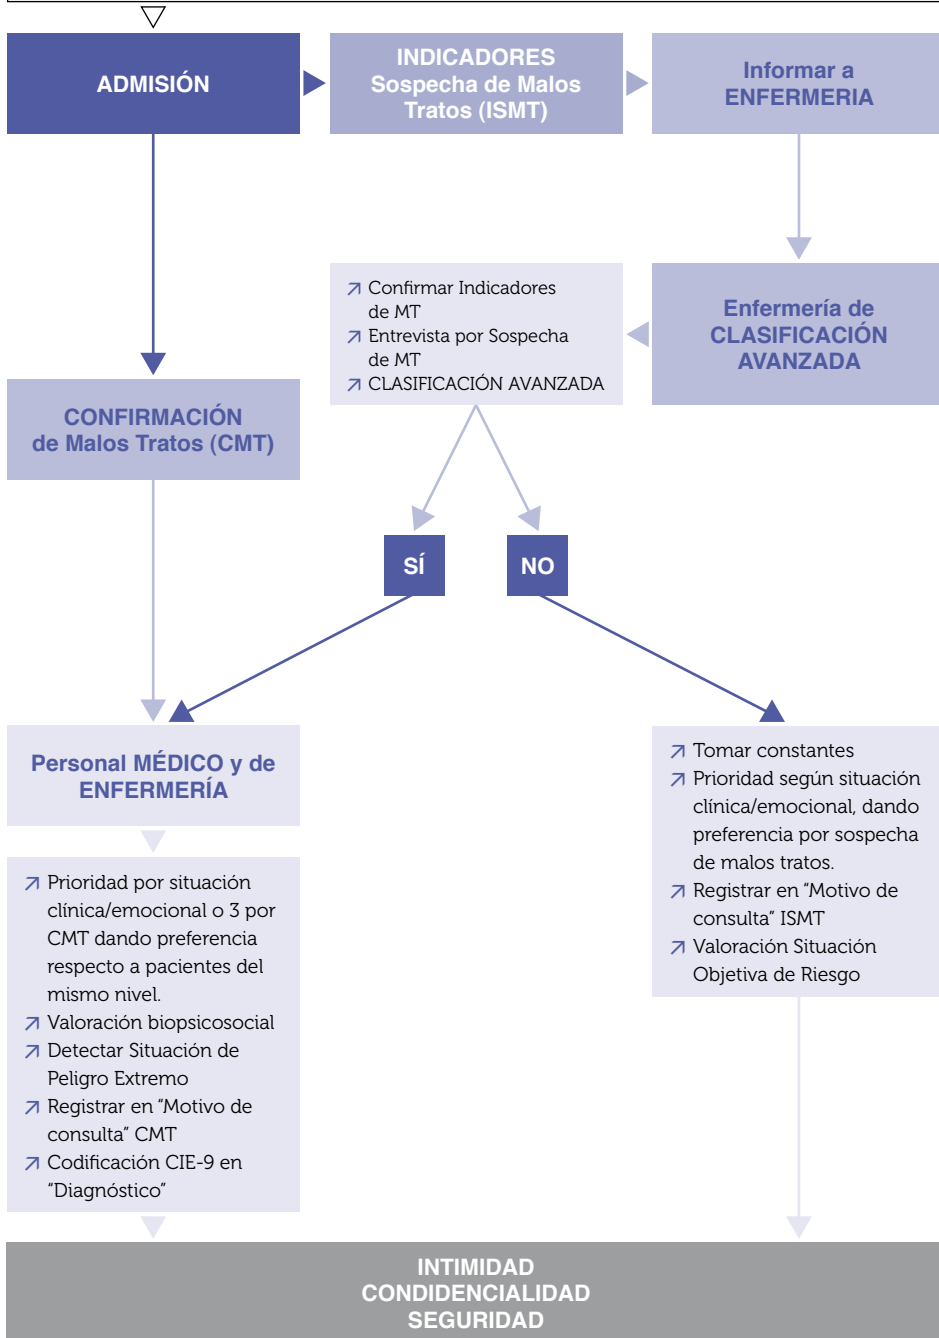 ADMISIÓN
INDICADORES
Sospecha de Malos
Tratos (ISMT)
Informar a
ENFERMERIA
Confirmar Indicadores
de MT
Entrevista por Sospecha
de MT
CLASIFICACIÓN AVANZADA
Enfermería de
CLASIFICACIÓN
AVANZADA
CONFIRMACIÓN
de Malos Tratos (CMT)
SÍ
NO
Personal MÉDICO y de
ENFERMERÍA
Prioridad por situación
clínica/emocional o 3 por
CMT dando preferencia
respecto a pacientes del
mismo nivel.
Valoración biopsicosocial
Detectar Situación de
Peligro Extremo
Registrar en "Motivo de
consulta" CMT
Codificación CIE-9 en
"Diagnóstico"
Tomar constantes
Prioridad según situación
clínica/emocional, dando
preferencia por sospecha
de malos tratos.
Registrar en "Motivo de
consulta" ISMT
Valoración Situación
Objetiva de Riesgo
INTIMIDAD
CONDIDENCIALIDAD
SEGURIDAD